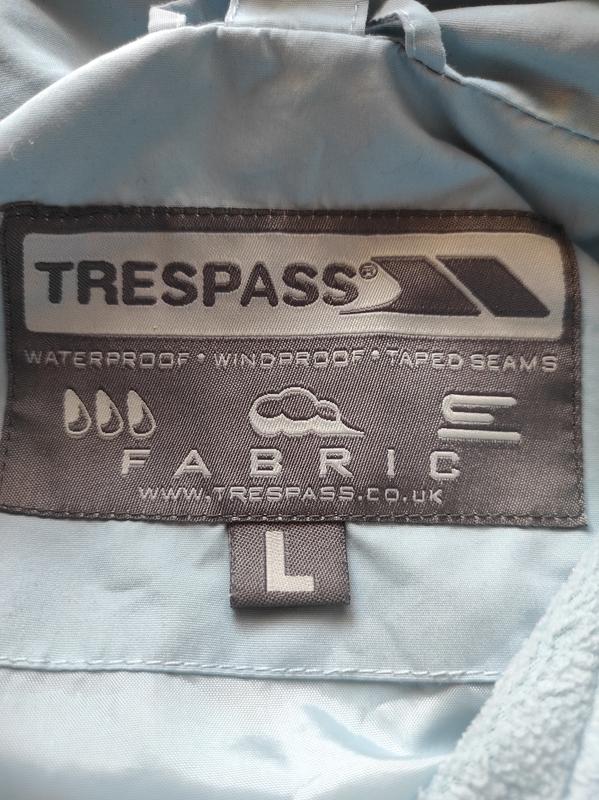 TRESPASS®
WATERPROOF • WINDPROOF • TAPED SEAMS
FABRIC
WWW.TRESPASS.CO.UK
L